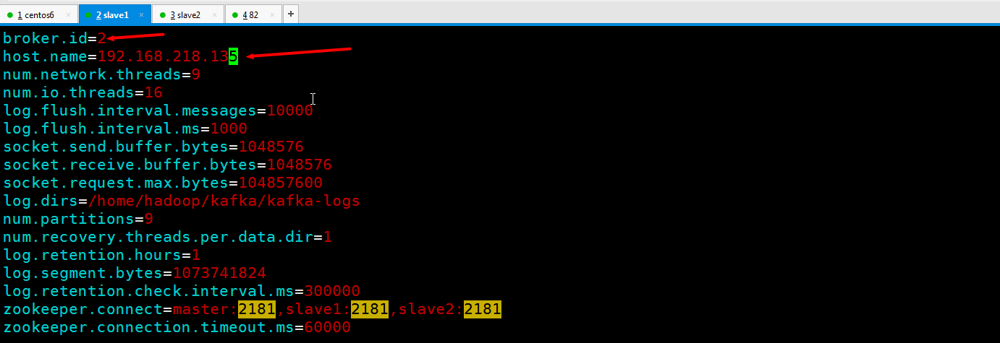 1 centos6 × 2 slave1 × 3 slave2 × 4 82 × +
broker.id=2
host.name=192.168.218.135
num.network.threads=9
num.io.threads=16
log.flush.interval.messages=10000
log.flush.interval.ms=1000
socket.send.buffer.bytes=1048576
socket.receive.buffer.bytes=1048576
socket.request.max.bytes=104857600
log.dirs=/home/hadoop/kafka/kafka-logs
num.partitions=9
num.recovery.threads.per.data.dir=1
log.retention.hours=1
log.segment.bytes=1073741824
log.retention.check.interval.ms=300000
zookeeper.connect=master:2181,slave1:2181,slave2:2181
zookeeper.connection.timeout.ms=60000